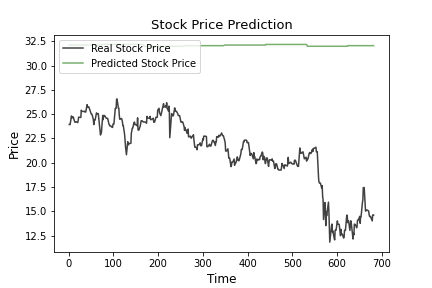 Stock Price Prediction
Real Stock Price
Predicted Stock Price
32.5
30.0
27.5
25.0
22.5
20.0
17.5
15.0
12.5
Price
0 100 200 300 400 500 600 700
Time